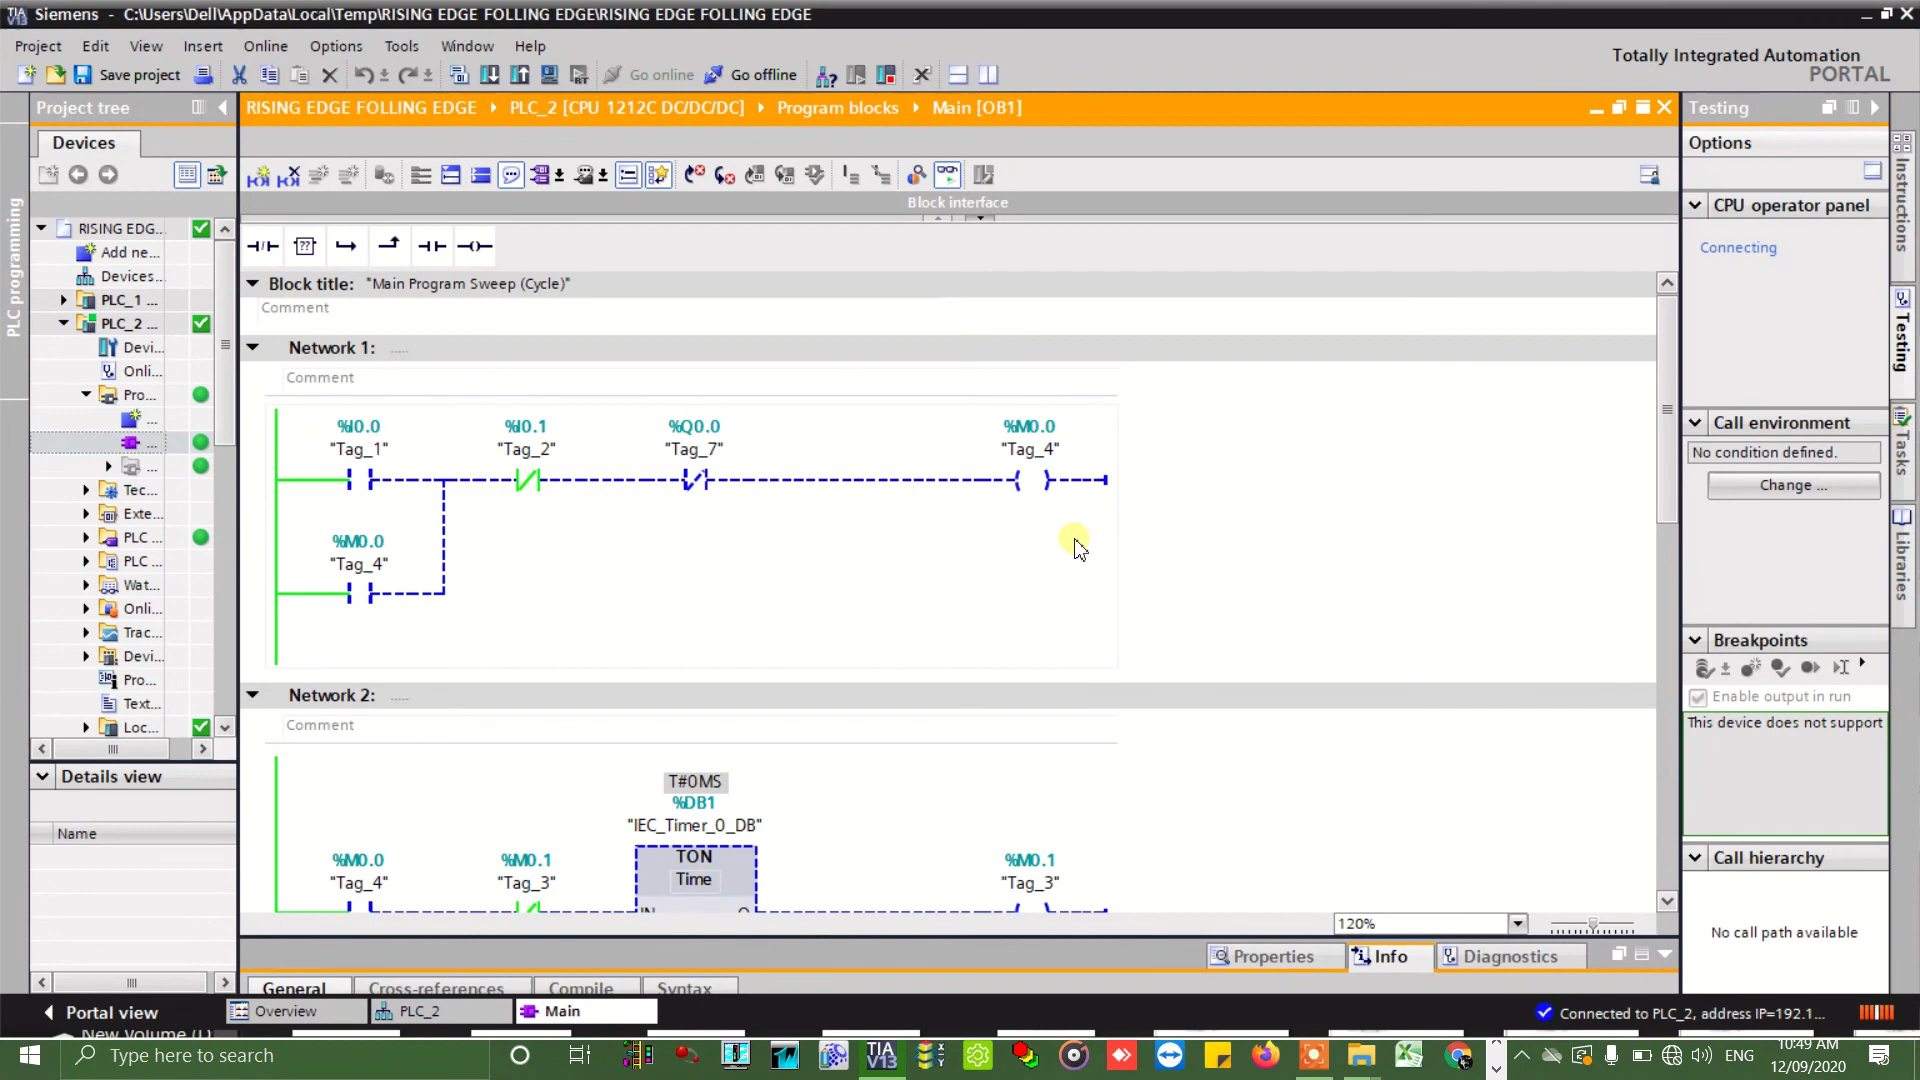 Siemens - C:\Users\Dell\AppData\Local\Temp\RISING EDGE FOLLING EDGE\RISING EDGE FOLLING EDGE
Project Edit View Insert Online Options Tools Window Help
Totally Integrated Automation
PORTAL
Save project
Go online
Go offline
Project tree
RISING EDGE FOLLING EDGE
PLC_2 [CPU 1212C DC/DC/DC]
Program blocks
Main [OB1]
Testing
Devices
Options
PLC programming
Block interface
CPU operator panel
Connecting
RISING EDG...
Add ne...
Devices...
PLC_1 ...
PLC_2 ...
Devi...
Onli...
Pro...
...
...
...
Tec...
Exte...
PLC ...
PLC ...
Wat...
Onli...
Trac...
Devi...
Pro...
Text...
Loc...
Block title: "Main Program Sweep (Cycle)"
Comment
Network 1: .....
Comment
%I0.0
"Tag_1"
%I0.1
"Tag_2"
%Q0.0
"Tag_7"
%M0.0
"Tag_4"
%M0.0
"Tag_4"
Network 2: .....
Comment
T#0MS
%DB1
"IEC_Timer_0_DB"
TON
Time
IN Q
%M0.0
"Tag_4"
%M0.1
"Tag_3"
%M0.1
"Tag_3"
120%
Call environment
No condition defined.
Change ...
Breakpoints
Enable output in run
This device does not support
Call hierarchy
No call path available
Instructions
Testing
Tasks
Libraries
Details view
Name
Properties
Info
Diagnostics
General
Cross-references
Compile
Syntax
Portal view
Overview
PLC_2
Main
Connected to PLC_2, address IP=192.1...
New Volume (D
Type here to search
ENG
10:49 AM
12/09/2020